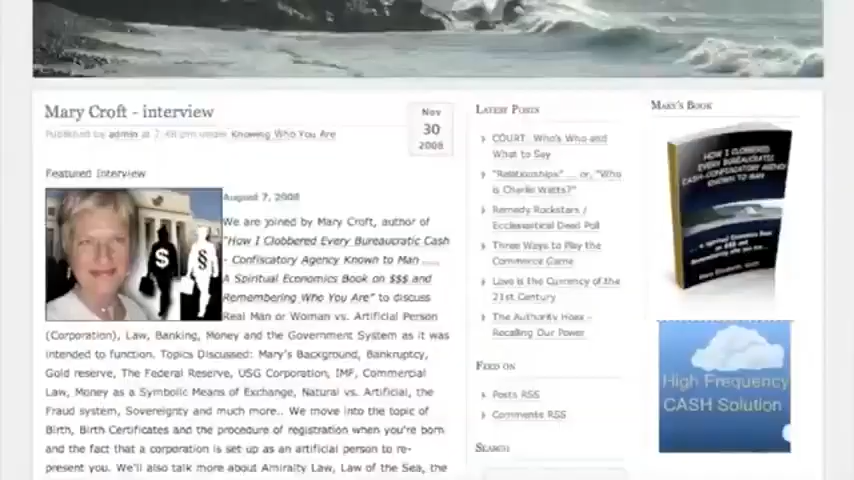 Mary Croft - interview
Nov
30
2008
Published by admin at 7:48 pm under Knowing Who You Are
Featured Interview
August 7, 2008
We are joined by Mary Croft, author of
"How I Clobbered Every Bureaucratic Cash
- Confiscatory Agency Known to Man ....
A Spiritual Economics Book on $$$ and
Remembering Who You Are" to discuss
Real Man or Woman vs. Artificial Person
(Corporation), Law, Banking, Money and the Government System as it was
intended to function. Topics Discussed: Mary's Background, Bankruptcy,
Gold reserve, The Federal Reserve, USG Corporation, IMF, Commercial
Law, Money as a Symbolic Means of Exchange, Natural vs. Artificial, the
Fraud system, Sovereignty and much more.. We move into the topic of
Birth, Birth Certificates and the procedure of registration when you're born
and the fact that a corporation is set up as an artificial person to re-
present you. We'll also talk more about Amiralty Law, Law of the Sea, the
$ $
Latest Posts
COURT: Who's Who and
What to Say
"Relationships" ... or, "Who
is Charlie Watts?"
Remedy Rockstars /
Ecclesiastical Deed Poll
Three Ways to Play the
Commerce Game
Love is the Currency of the
21st Century
The Authority Hoax –
Recalling Our Power
Feed on
Posts RSS
Comments RSS
Search
Mary's Book
HOW I CLOBBERED
EVERY BUREAUCRATIC
CASH-CONFISCATORY AGENCY
KNOWN TO MAN
High Frequency
CASH Solution